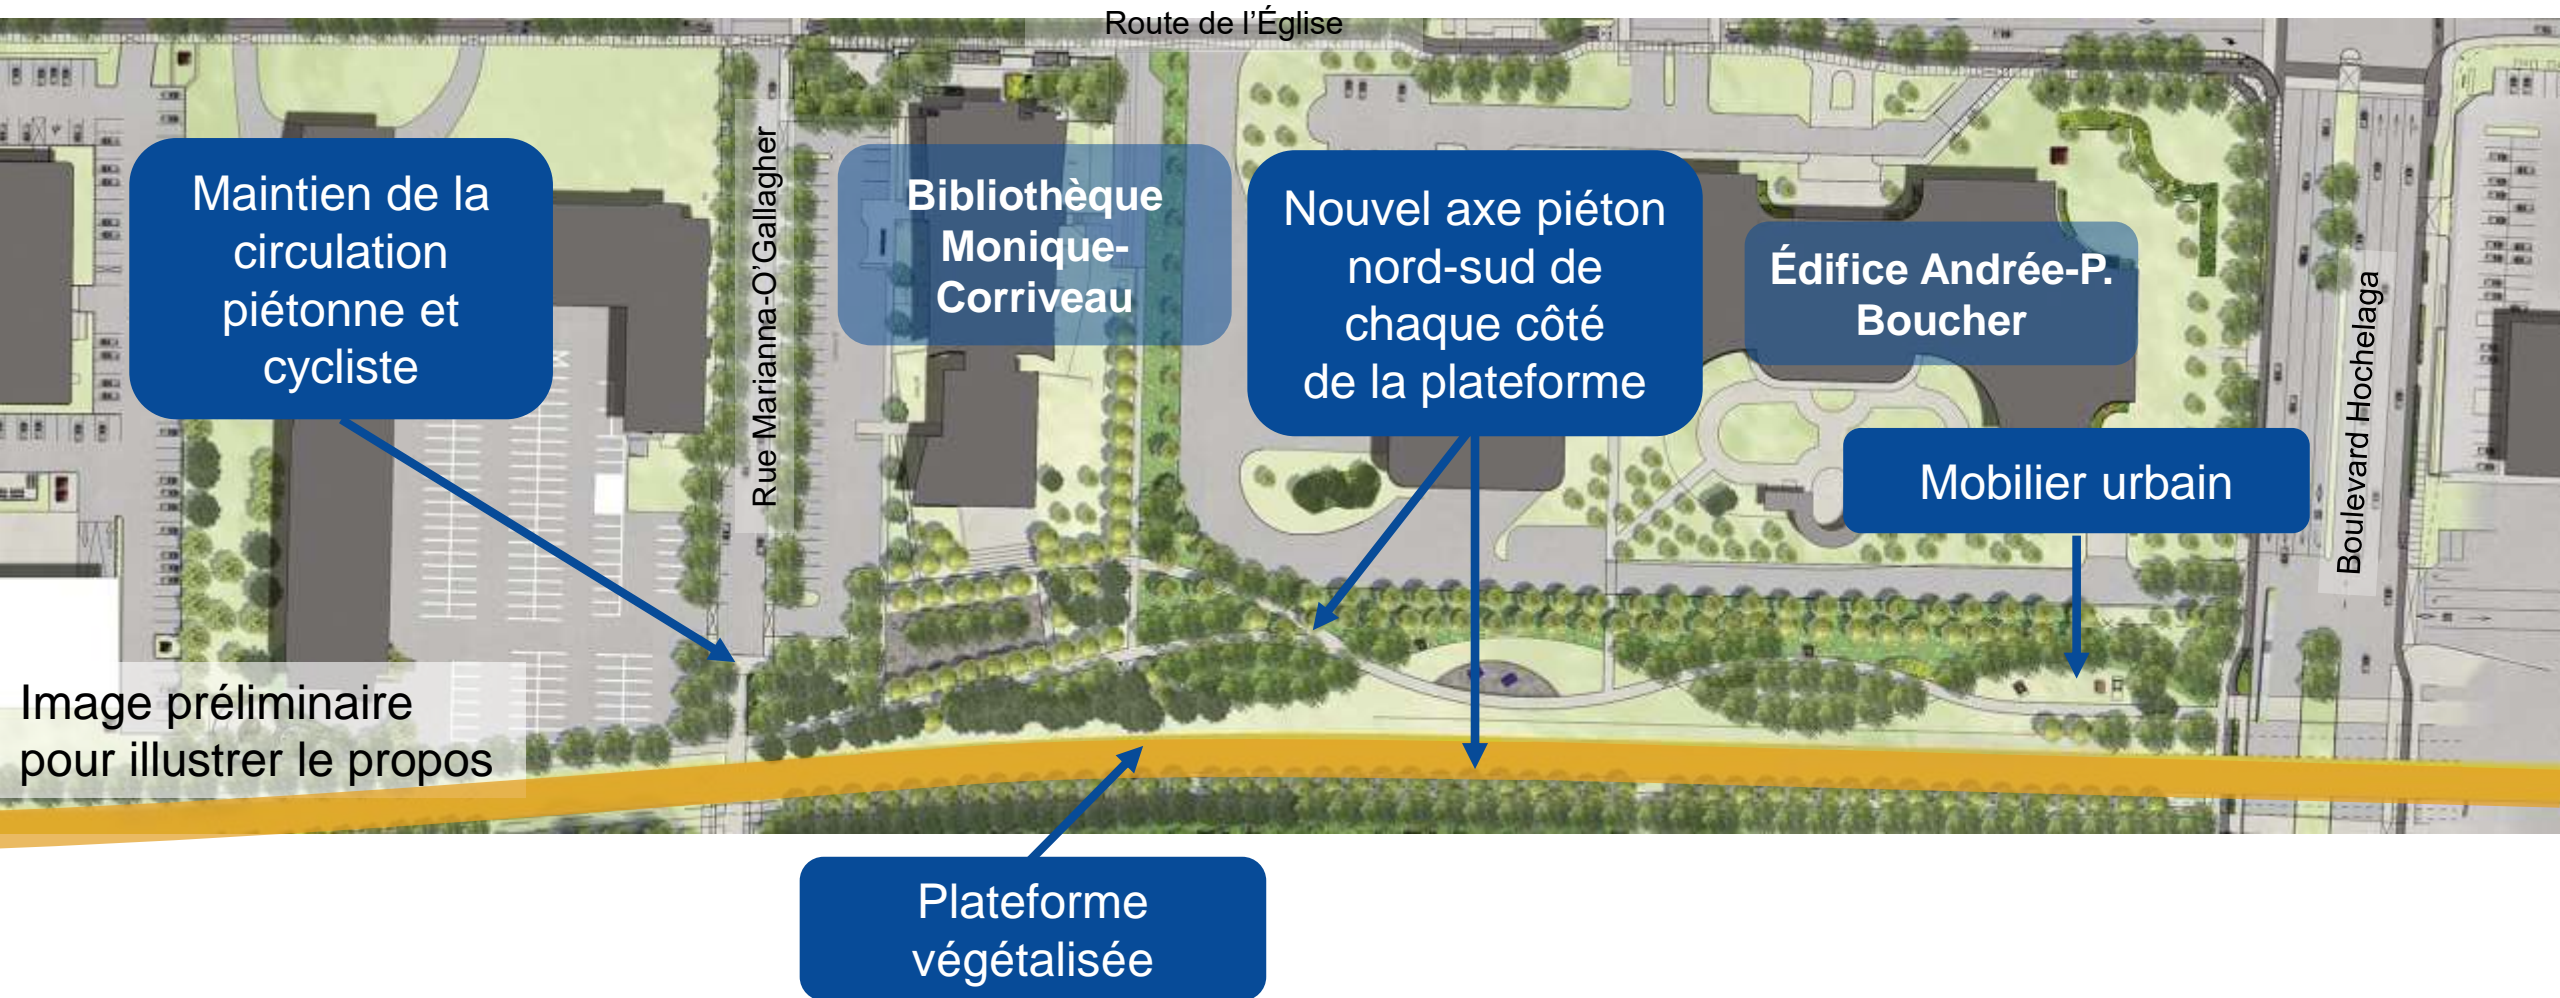 Route de l’Église
Maintien de la
circulation
piétonne et
cycliste
Rue Marianna-O’Gallagher
Bibliothèque
Monique-
Corriveau
Nouvel axe piéton
nord-sud de
chaque côté
de la plateforme
Édifice Andrée-P.
Boucher
Mobilier urbain
Boulevard Hochelaga
Image préliminaire
pour illustrer le propos
Plateforme
végétalisée